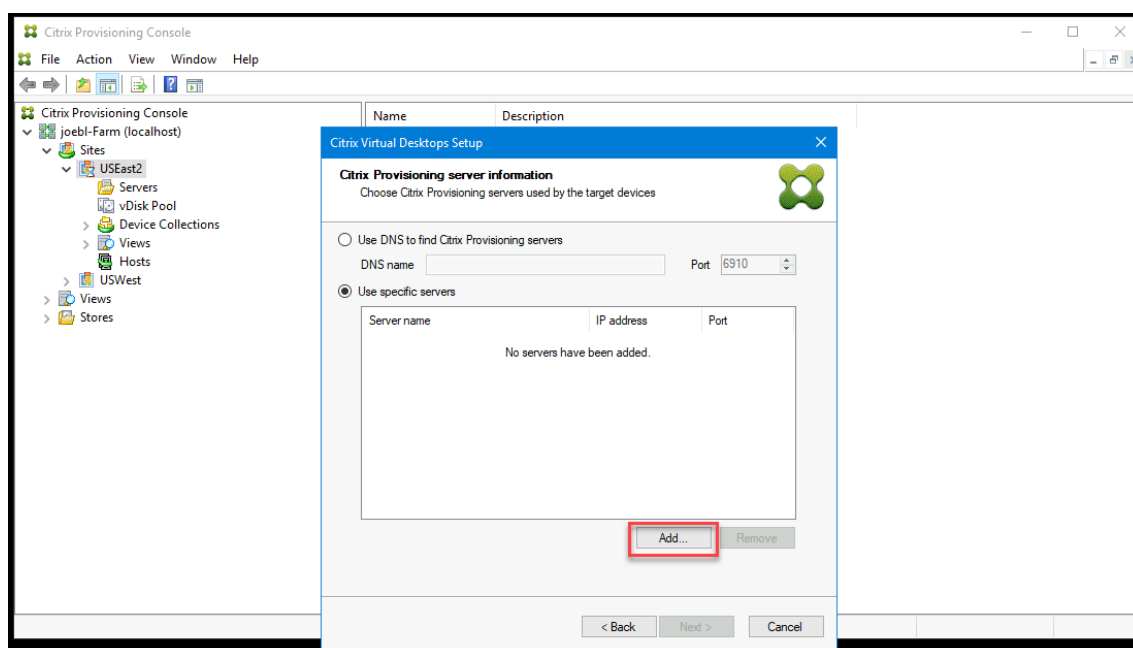 Citrix Provisioning Console
File Action View Window Help
Citrix Provisioning Console
joebl-Farm (localhost)
Sites
USEast2
Servers
vDisk Pool
Device Collections
Views
Hosts
USWest
Views
Stores
Name Description
Citrix Virtual Desktops Setup
Citrix Provisioning server information
Choose Citrix Provisioning servers used by the target devices
Use DNS to find Citrix Provisioning servers
DNS name Port 6910
Use specific servers
Server name IP address Port
No servers have been added.
Add... Remove
< Back Next > Cancel